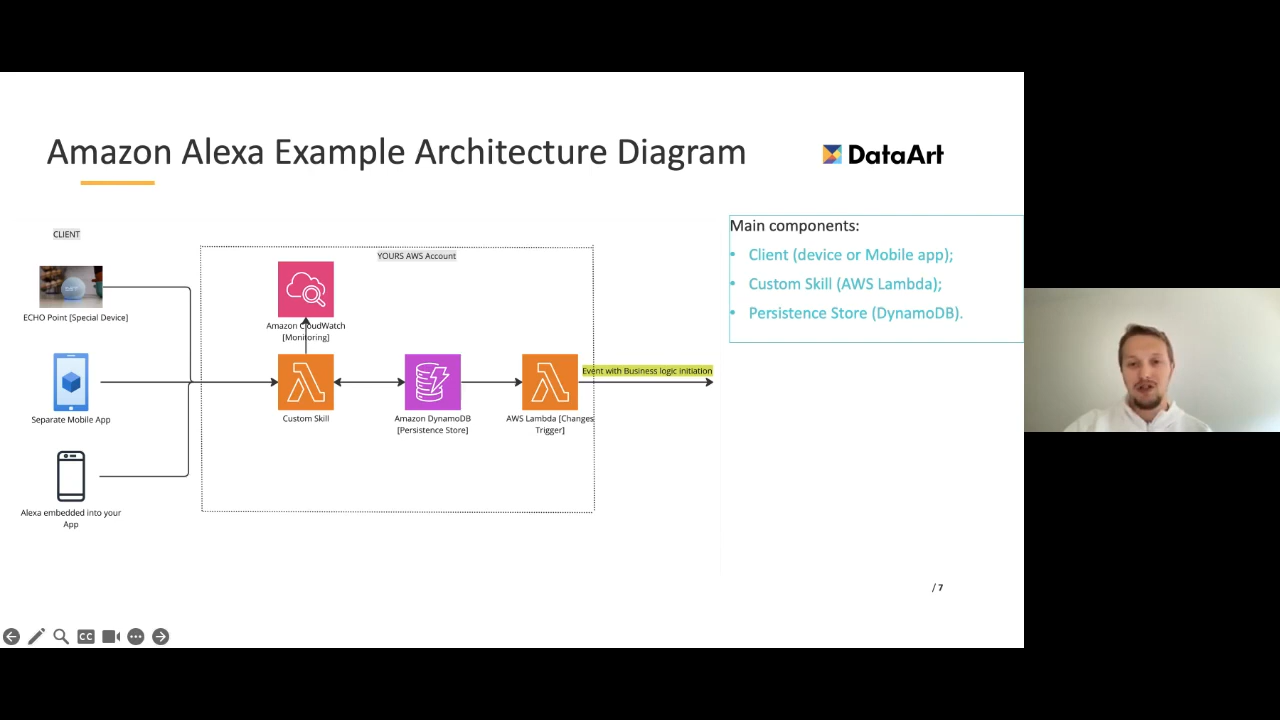 Amazon Alexa Example Architecture Diagram
DataArt
CLIENT
ECHO Point [Special Device]
Separate Mobile App
Alexa embedded into your
App
YOURS AWS Account
Amazon CloudWatch
[Monitoring]
Custom Skill
Amazon DynamoDB
[Persistence Store]
AWS Lambda [Changes
Trigger]
Event with Business logic initiation
Main components:
• Client (device or Mobile app);
• Custom Skill (AWS Lambda);
• Persistence Store (DynamoDB).
/ 7
CC